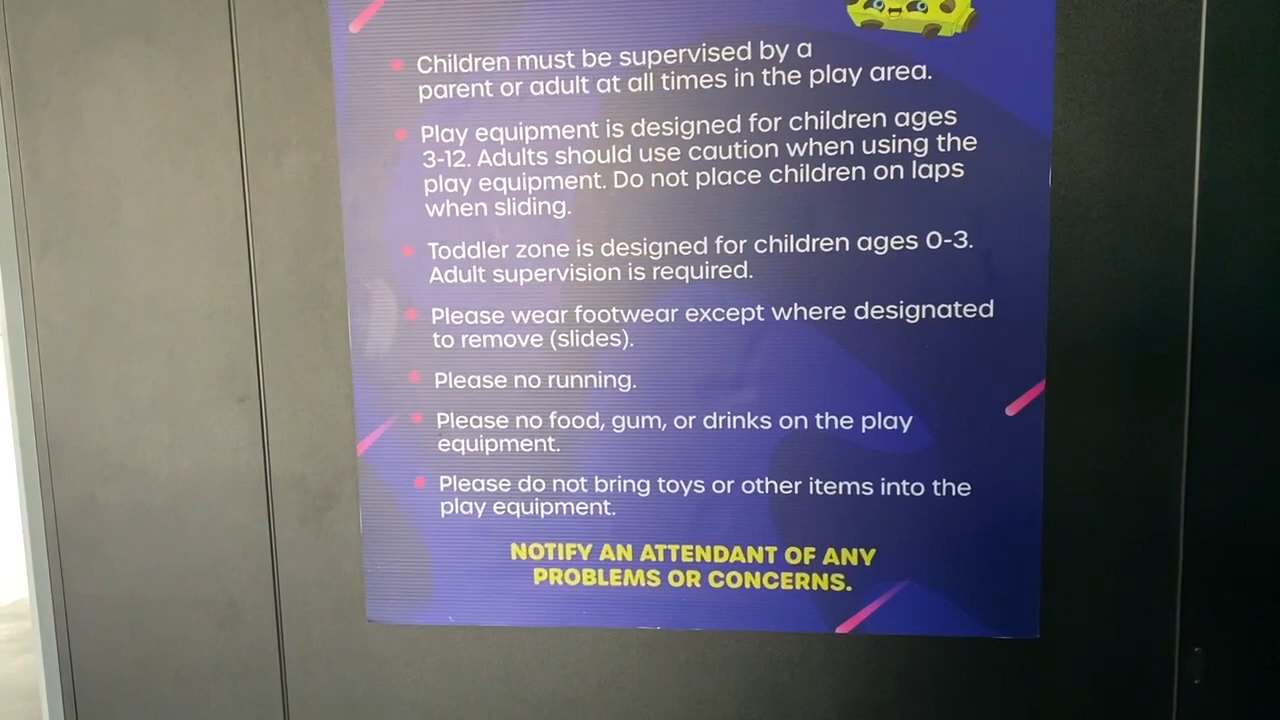 Children must be supervised by a
parent or adult at all times in the play area.
Play equipment is designed for children ages
3-12. Adults should use caution when using the
play equipment. Do not place children on laps
when sliding.
Toddler zone is designed for children ages 0-3.
Adult supervision is required.
Please wear footwear except where designated
to remove (slides).
Please no running.
Please no food, gum, or drinks on the play
equipment.
Please do not bring toys or other items into the
play equipment.
NOTIFY AN ATTENDANT OF ANY
PROBLEMS OR CONCERNS.